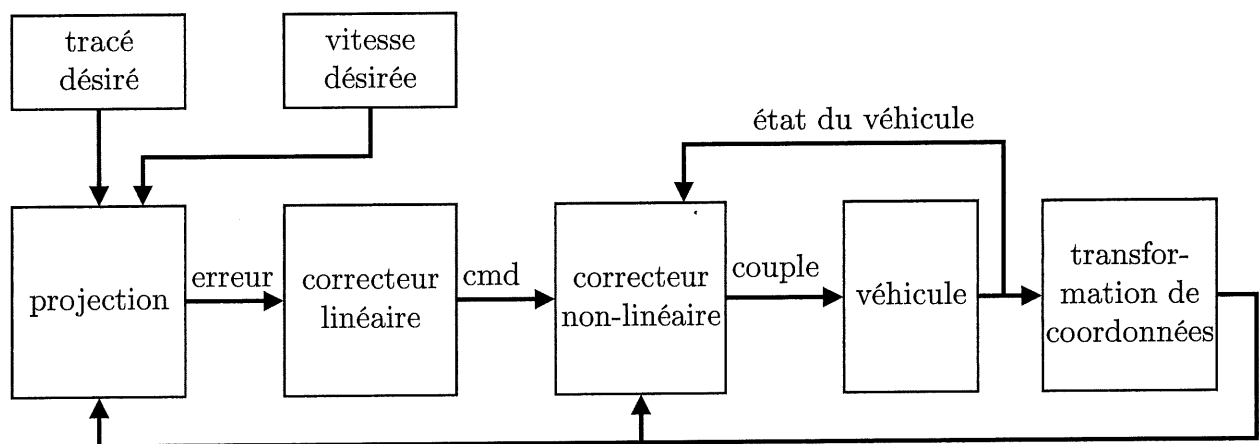 tracé
désiré
vitesse
désirée
état du véhicule
projection
erreur
correcteur
linéaire
cmd
correcteur
non-linéaire
couple
véhicule
transfor-
mation de
coordonnées